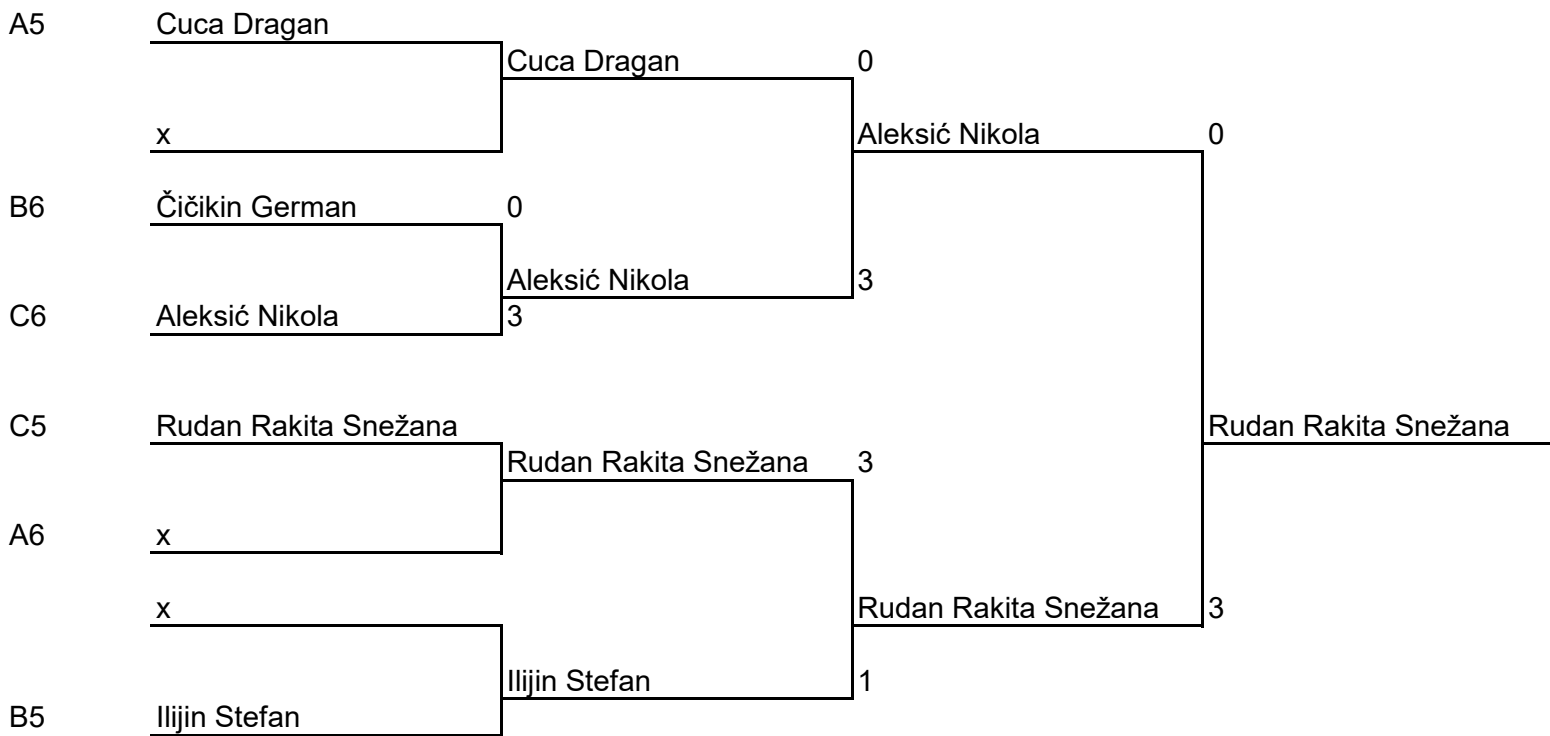 A5 Cuca Dragan
Cuca Dragan 0
x Aleksić Nikola 0
B6 Čičikin German 0
Aleksić Nikola 3
C6 Aleksić Nikola 3
C5 Rudan Rakita Snežana Rudan Rakita Snežana
Rudan Rakita Snežana 3
A6 x
x Rudan Rakita Snežana 3
Ilijin Stefan 1
B5 Ilijin Stefan